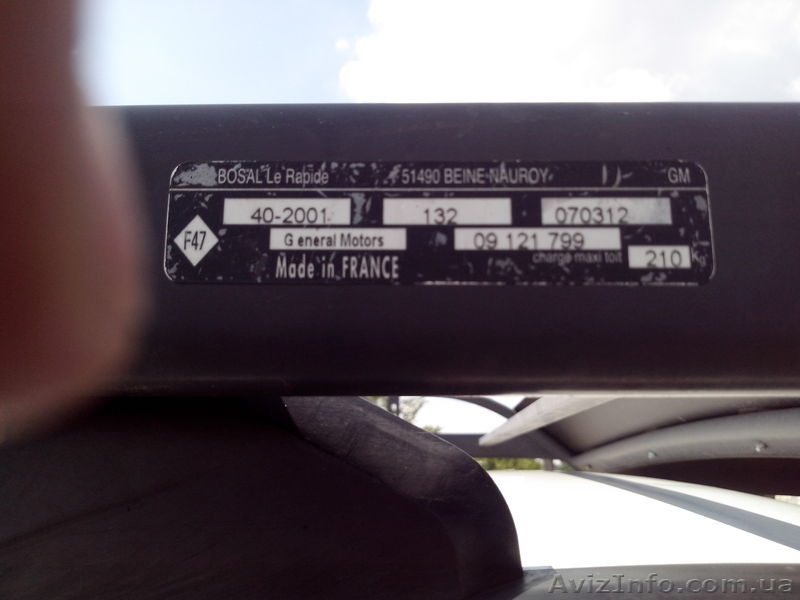 BOSAL Le Rapide 51490 BEINE-NAUROY GM
40-2001 132 070312
F47 General Motors 09 121 799
Made in FRANCE charge maxi toit 210 kg
AvizInfo.com.ua